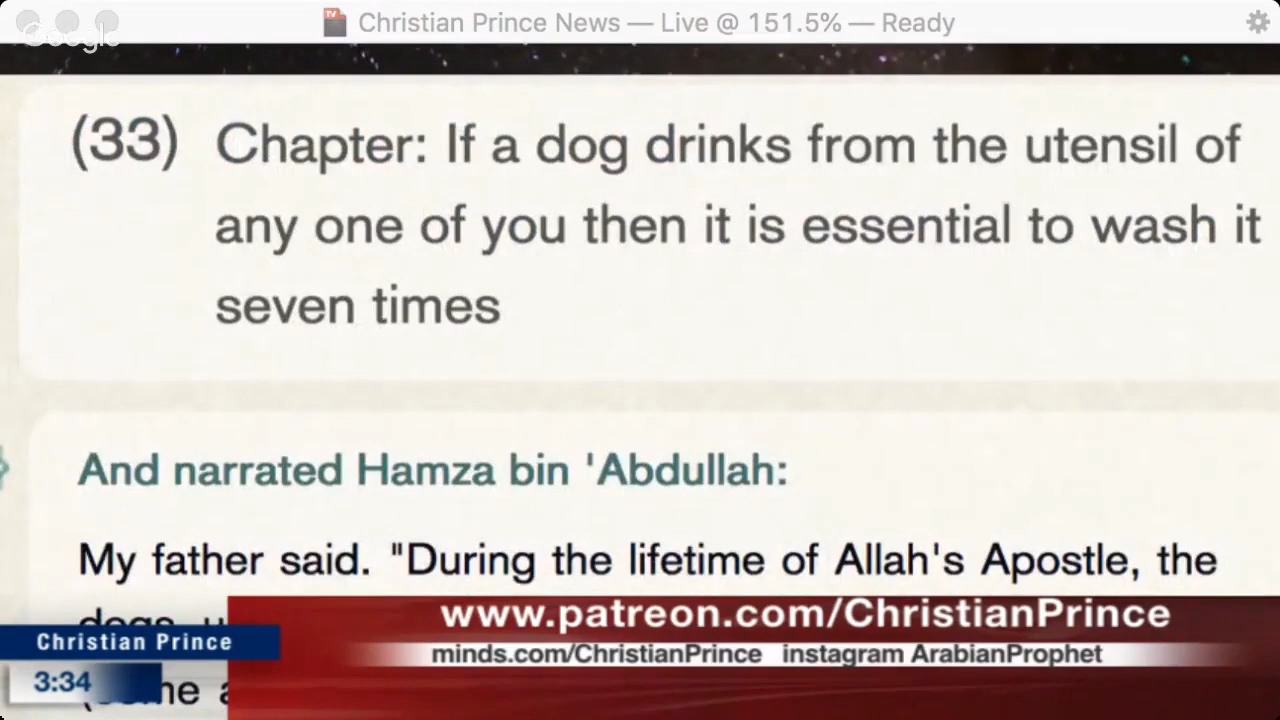 Google
Christian Prince News — Live @ 151.5% — Ready
(33) Chapter: If a dog drinks from the utensil of
any one of you then it is essential to wash it
seven times
And narrated Hamza bin 'Abdullah:
My father said. "During the lifetime of Allah's Apostle, the
dogs
www.patreon.com/ChristianPrince
Christian Prince
minds.com/ChristianPrince instagram ArabianProphet
3:34